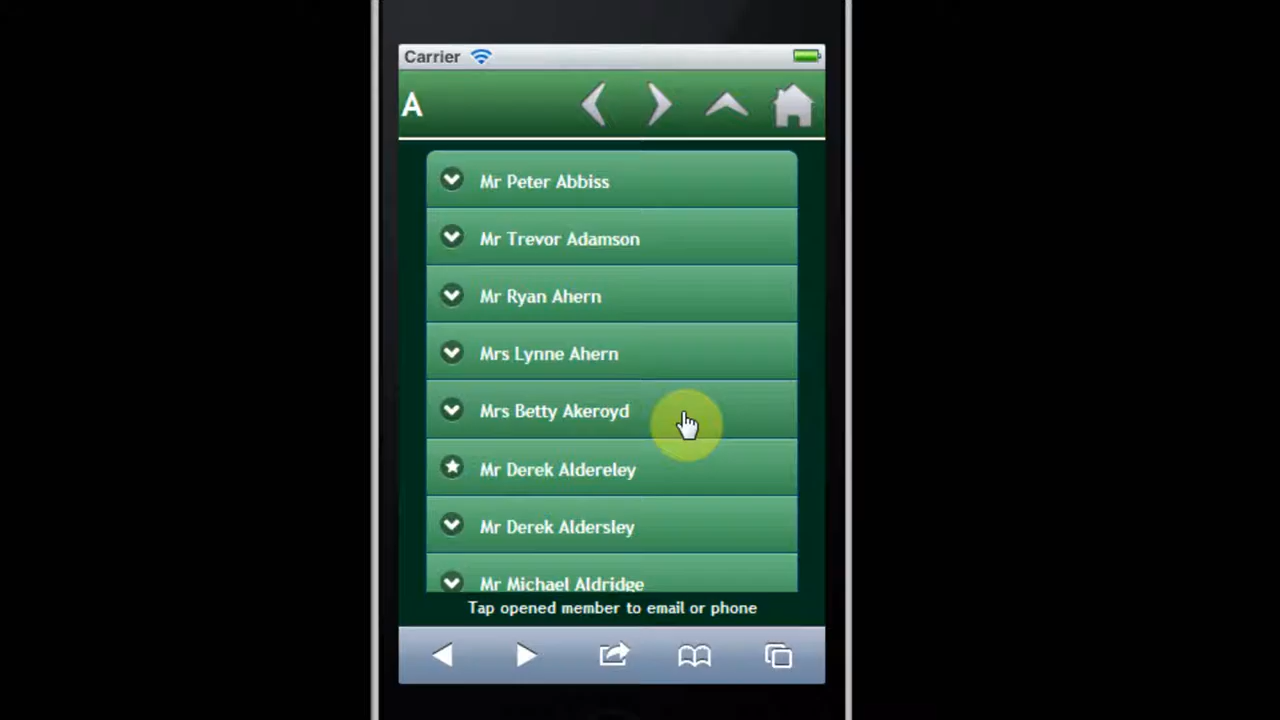 Carrier
A
Mr Peter Abbiss
Mr Trevor Adamson
Mr Ryan Ahern
Mrs Lynne Ahern
Mrs Betty Akeroyd
Mr Derek Aldereley
Mr Derek Aldersley
Mr Michael Aldridge
Tap opened member to email or phone